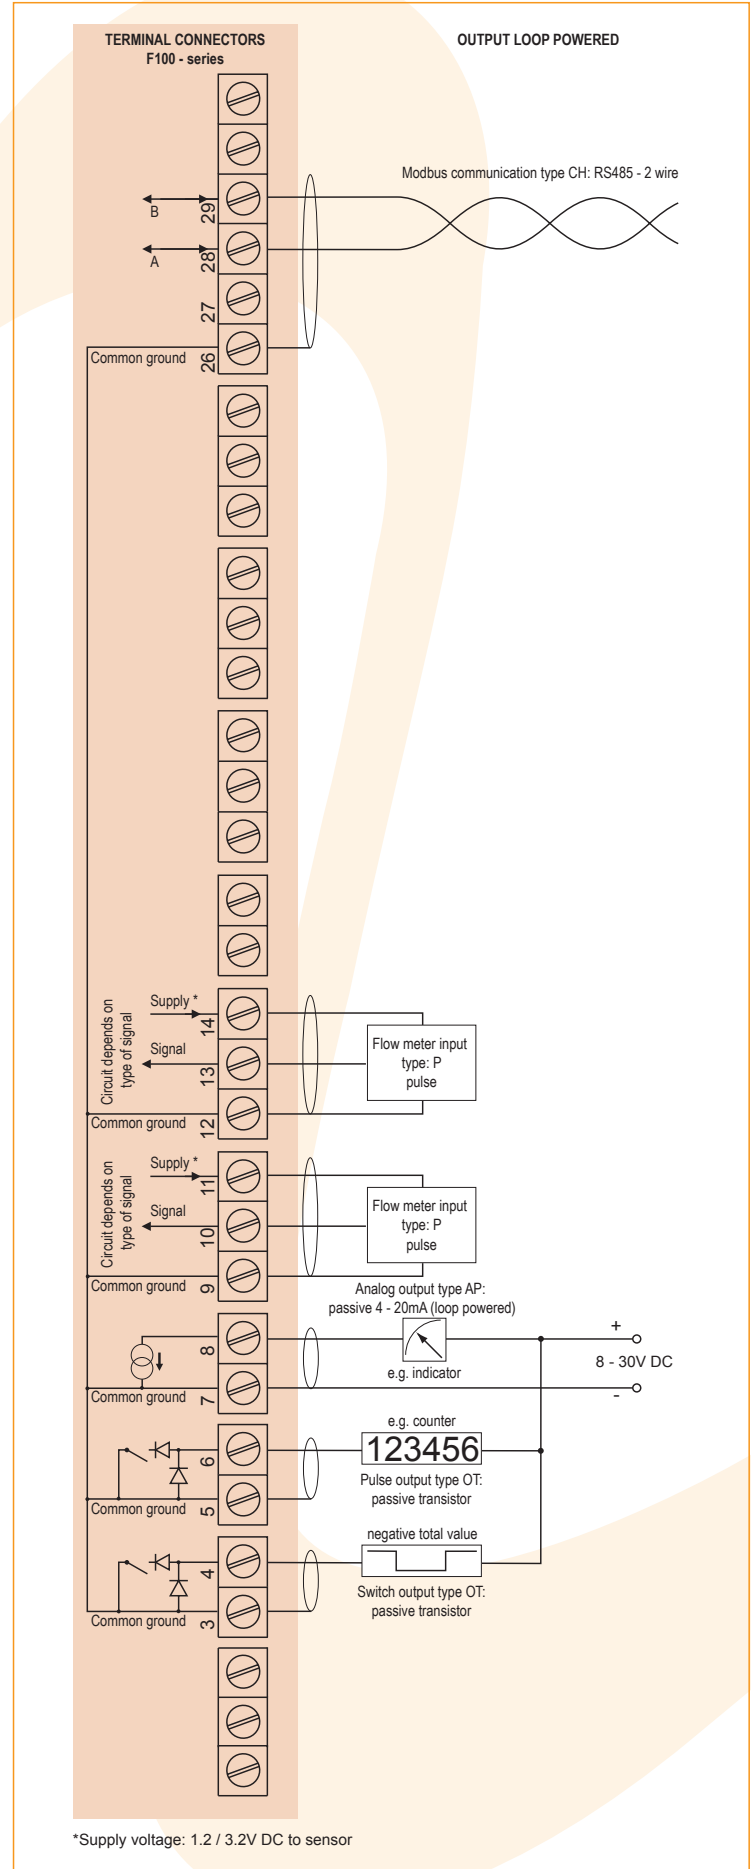 TERMINAL CONNECTORS
F100 - series
OUTPUT LOOP POWERED
Modbus communication type CH: RS485 - 2 wire
B
29
A
28
27
Common ground
26
Circuit depends on
type of signal
Supply *
14
Signal
13
Common ground
12
Flow meter input
type: P
pulse
Circuit depends on
type of signal
Supply *
11
Signal
10
Common ground
9
Flow meter input
type: P
pulse
Analog output type AP:
passive 4 - 20mA (loop powered)
8
e.g. indicator
+
8 - 30V DC
-
Common ground
7
e.g. counter
6
123456
Pulse output type OT:
passive transistor
Common ground
5
negative total value
4
Switch output type OT:
passive transistor
Common ground
3
*Supply voltage: 1.2 / 3.2V DC to sensor